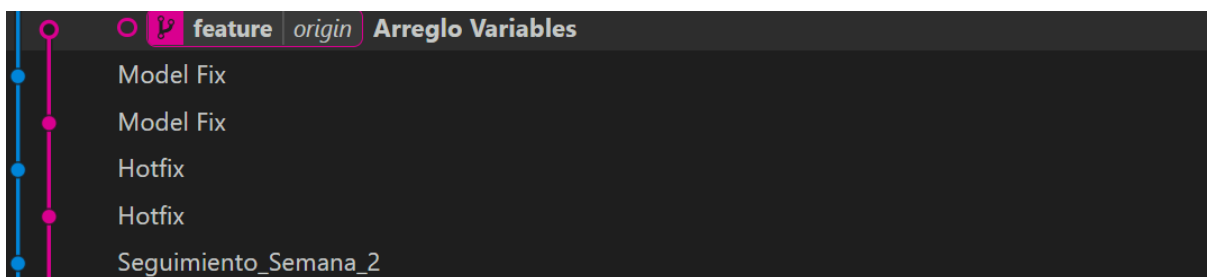 feature origin Arreglo Variables
Model Fix
Model Fix
Hotfix
Hotfix
Seguimiento_Semana_2